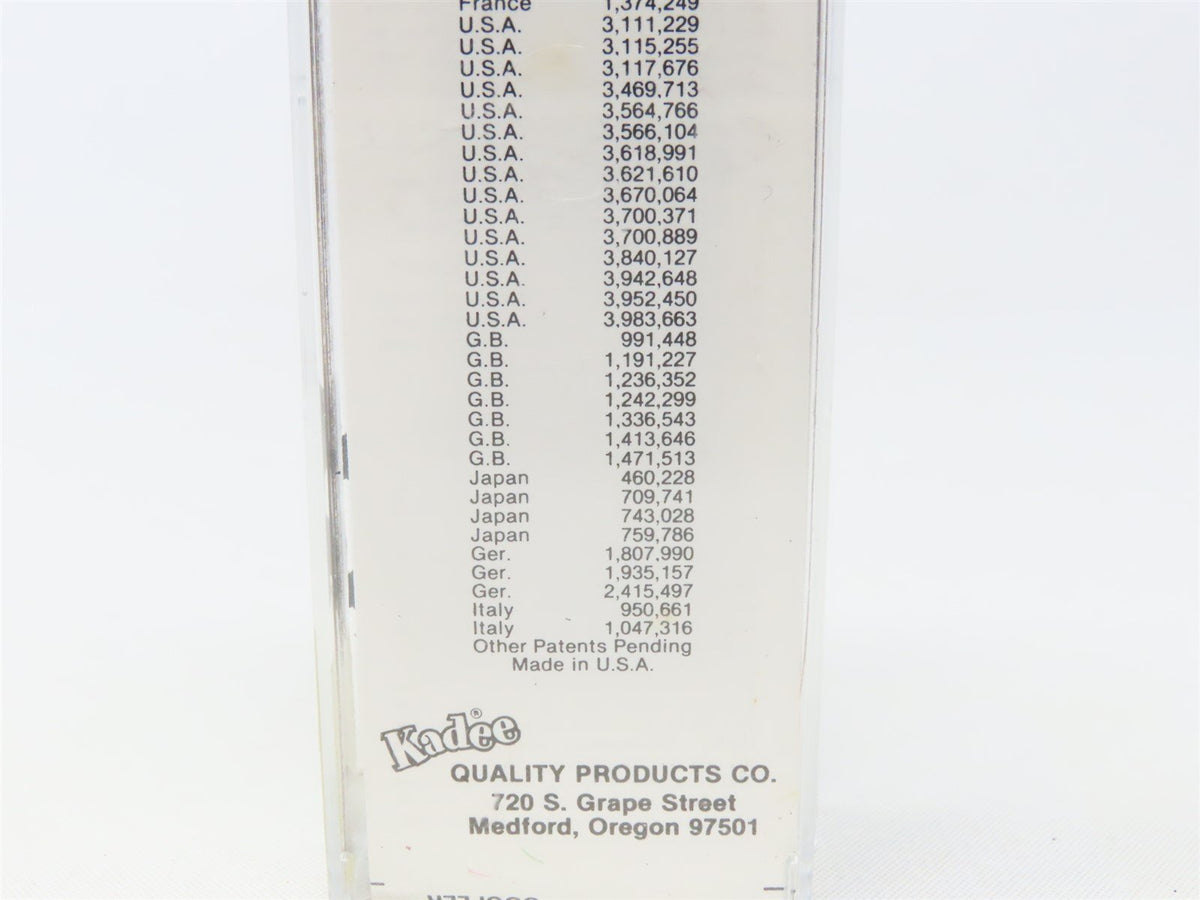 France 1,374,249
U.S.A. 3,111,229
U.S.A. 3,115,255
U.S.A. 3,117,676
U.S.A. 3,469,713
U.S.A. 3,564,766
U.S.A. 3,566,104
U.S.A. 3,618,991
U.S.A. 3,621,610
U.S.A. 3,670,064
U.S.A. 3,700,371
U.S.A. 3,700,889
U.S.A. 3,840,127
U.S.A. 3,942,648
U.S.A. 3,952,450
U.S.A. 3,983,663
G.B. 991,448
G.B. 1,191,227
G.B. 1,236,352
G.B. 1,242,299
G.B. 1,336,543
G.B. 1,413,646
G.B. 1,471,513
Japan 460,228
Japan 709,741
Japan 743,028
Japan 759,786
Ger. 1,807,990
Ger. 1,935,157
Ger. 2,415,497
Italy 950,661
Italy 1,047,316
Other Patents Pending
Made in U.S.A.
Kadee®
QUALITY PRODUCTS CO.
720 S. Grape Street
Medford, Oregon 97501